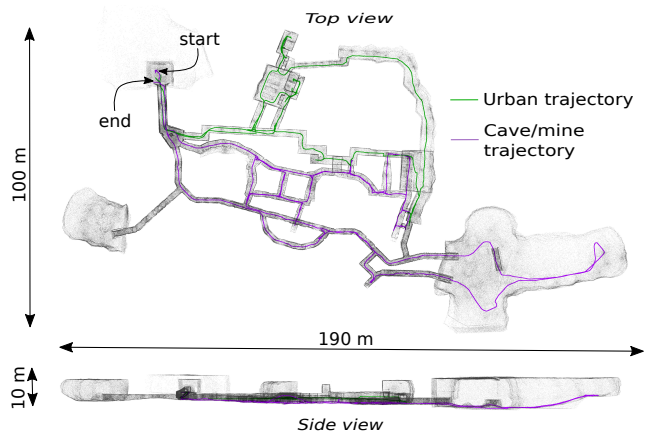 Top view
start
end
Urban trajectory
Cave/mine
trajectory
100 m
190 m
10 m
Side view